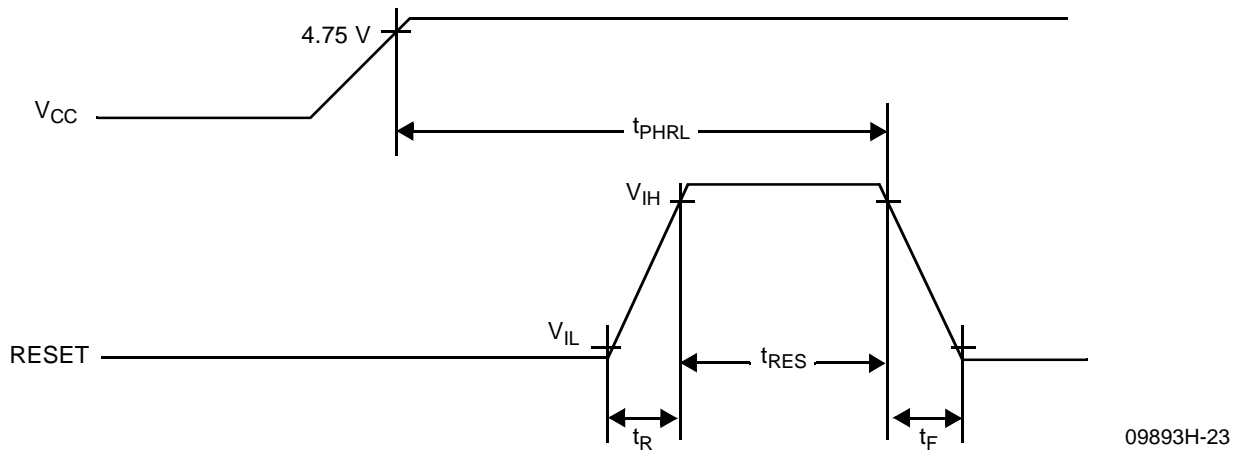 4.75 V
VCC
tPHRL
VIH
VIL
RESET
tRES
tR
tF
09893H-23